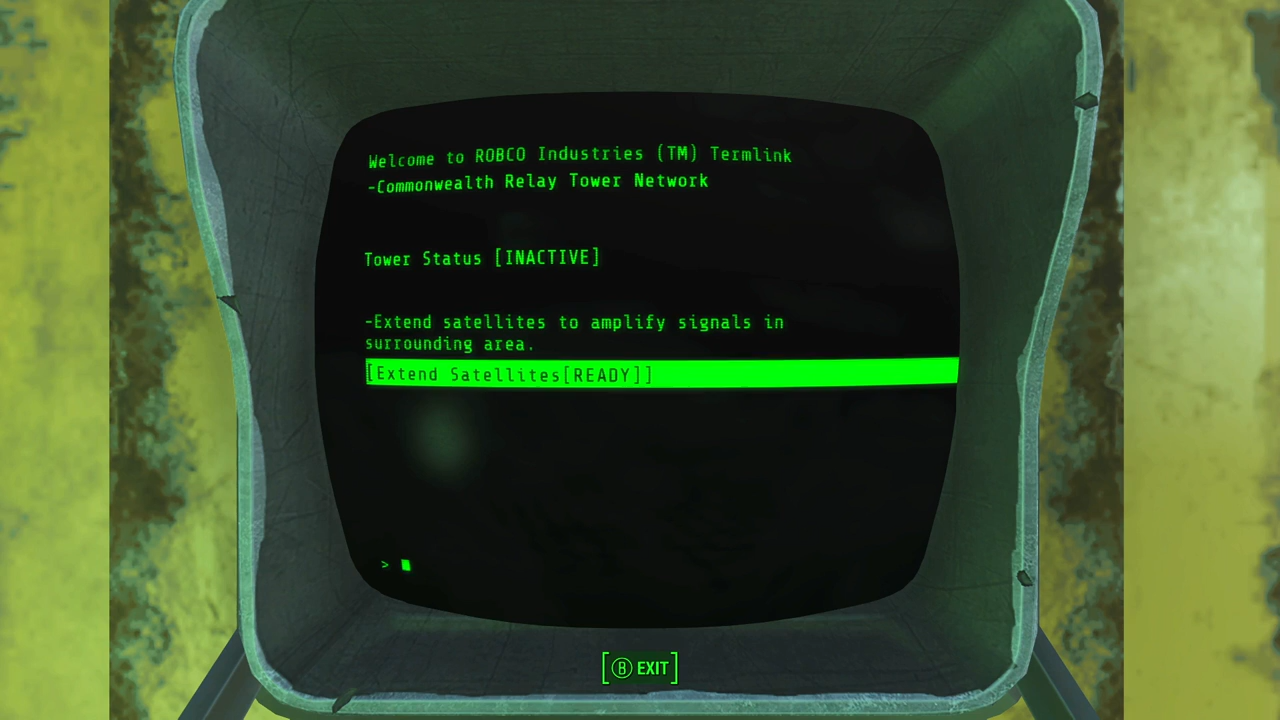 Welcome to ROBCO Industries (TM) Termlink
-Commonwealth Relay Tower Network
Tower Status [INACTIVE]
-Extend satellites to amplify signals in
surrounding area.
[Extend Satellites[READY]]
>
[Ⓑ EXIT]